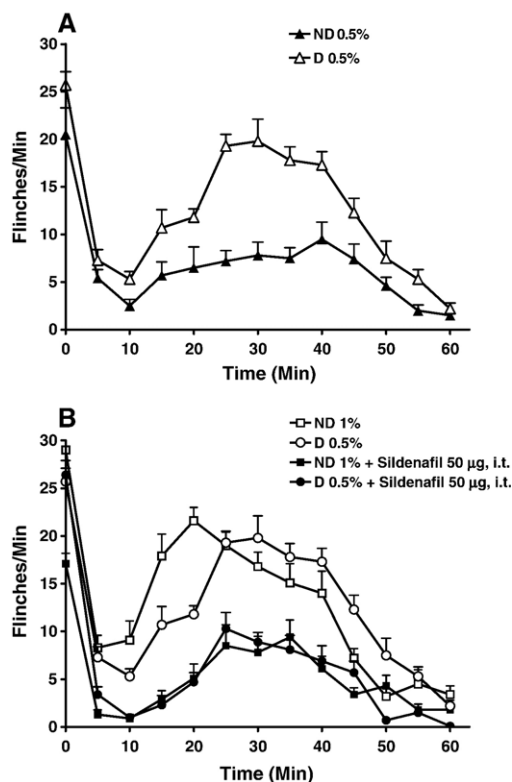 A
ND 0.5%
D 0.5%
30
25
20
15
10
5
0
Flinches/Min
0 10 20 30 40 50 60
Time (Min)
B
ND 1%
D 0.5%
ND 1% + Sildenafil 50 µg, i.t.
D 0.5% + Sildenafil 50 µg, i.t.
30
25
20
15
10
5
0
Flinches/Min
0 10 20 30 40 50 60
Time (Min)